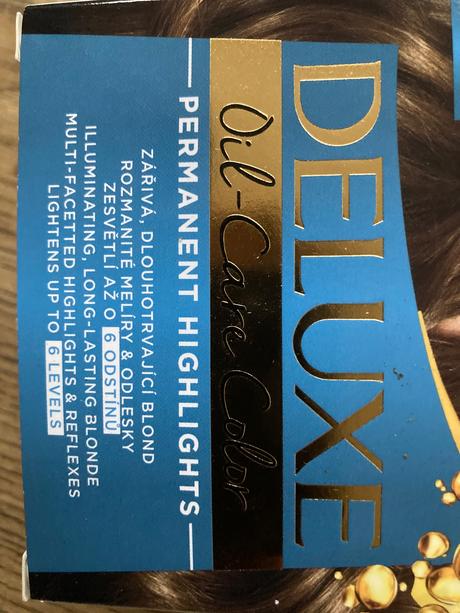 DELUXE
Oil-Care Color
PERMANENT HIGHLIGHTS
ZÁŘIVÁ, DLOUHOTRVAJÍCÍ BLOND
ROZMANITÉ MELÍRY & ODLESKY
ZESVĚTLÍ AŽ O 6 ODSTÍNŮ
ILLUMINATING, LONG-LASTING BLONDE
MULTI-FACETTED HIGHLIGHTS & REFLEXES
LIGHTENS UP TO 6 LEVELS